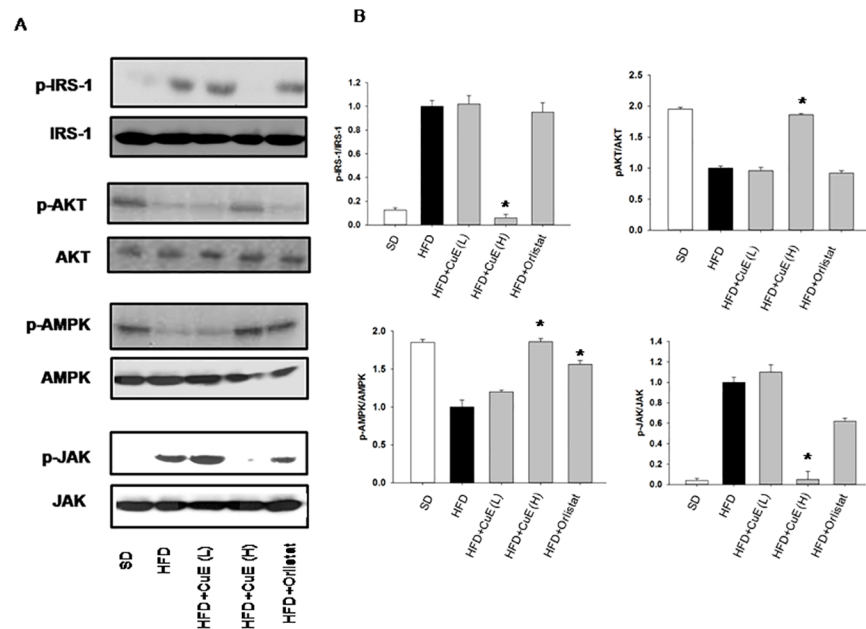 A
p-IRS-1
IRS-1
p-AKT
AKT
p-AMPK
AMPK
p-JAK
JAK
SD
HFD
HFD+CuE (L)
HFD+CuE (H)
HFD+Orlistat
B
p-IRS-1/IRS-1
1.2
1.0
0.8
0.6
0.4
0.2
0.0
*
SD
HFD
HFD+CuE (L)
HFD+CuE (H)
HFD+Orlistat
pAKT/AKT
2.5
2.0
1.5
1.0
0.5
0.0
*
SD
HFD
HFD+CuE (L)
HFD+CuE (H)
HFD+Orlistat
p-AMPK/AMPK
2.0
1.5
1.0
0.5
0.0
*
*
SD
HFD
HFD+CuE (L)
HFD+CuE (H)
HFD+Orlistat
p-JAK/JAK
1.4
1.2
1.0
0.8
0.6
0.4
0.2
0.0
*
SD
HFD
HFD+CuE (L)
HFD+CuE (H)
HFD+Orlistat